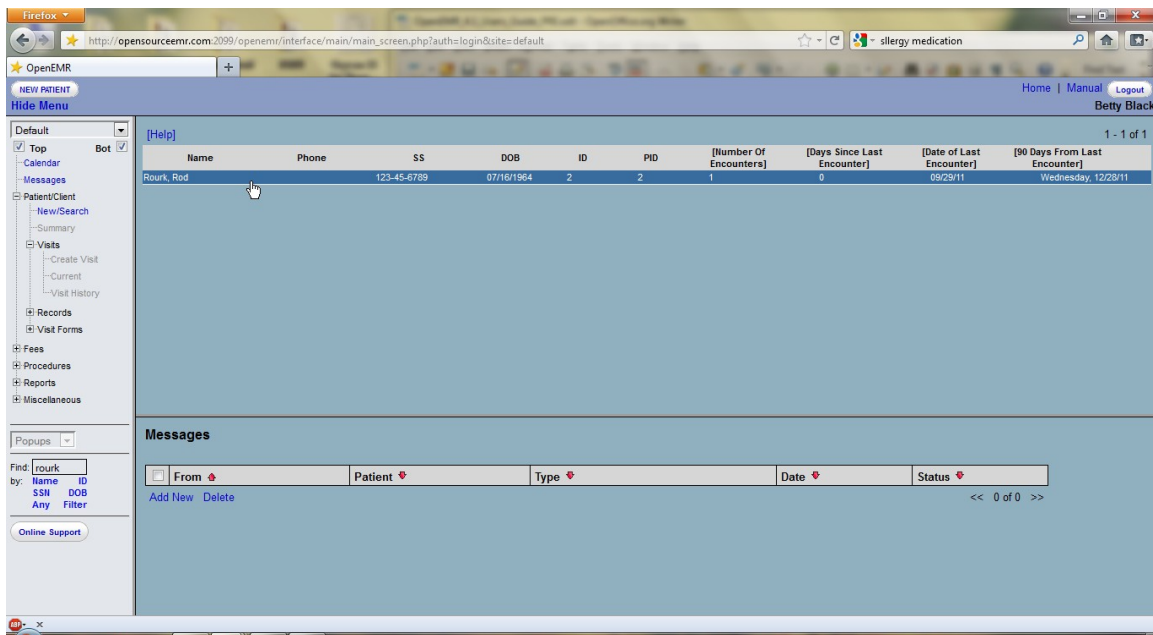 Firefox
http://opensourceemr.com:2099/openemr/interface/main/main_screen.php?auth=login&site=default
sllergy medication
OpenEMR
NEW PATIENT
Home | Manual Logout
Hide Menu
Betty Black
Default
Top Bot
Calendar
Messages
Patient/Client
New/Search
Summary
Visits
Create Visit
Current
Visit History
Records
Visit Forms
Fees
Procedures
Reports
Miscellaneous
Popups
Find: rourk
by: Name ID
SSN DOB
Any Filter
Online Support
[Help] 1 - 1 of 1
Name Phone SS DOB ID PID [Number Of Encounters] [Days Since Last Encounter] [Date of Last Encounter] [90 Days From Last Encounter]
Rourk, Rod 123-45-6789 07/16/1964 2 2 1 0 09/29/11 Wednesday, 12/28/11
Messages
From Patient Type Date Status
Add New Delete << 0 of 0 >>
ABP x